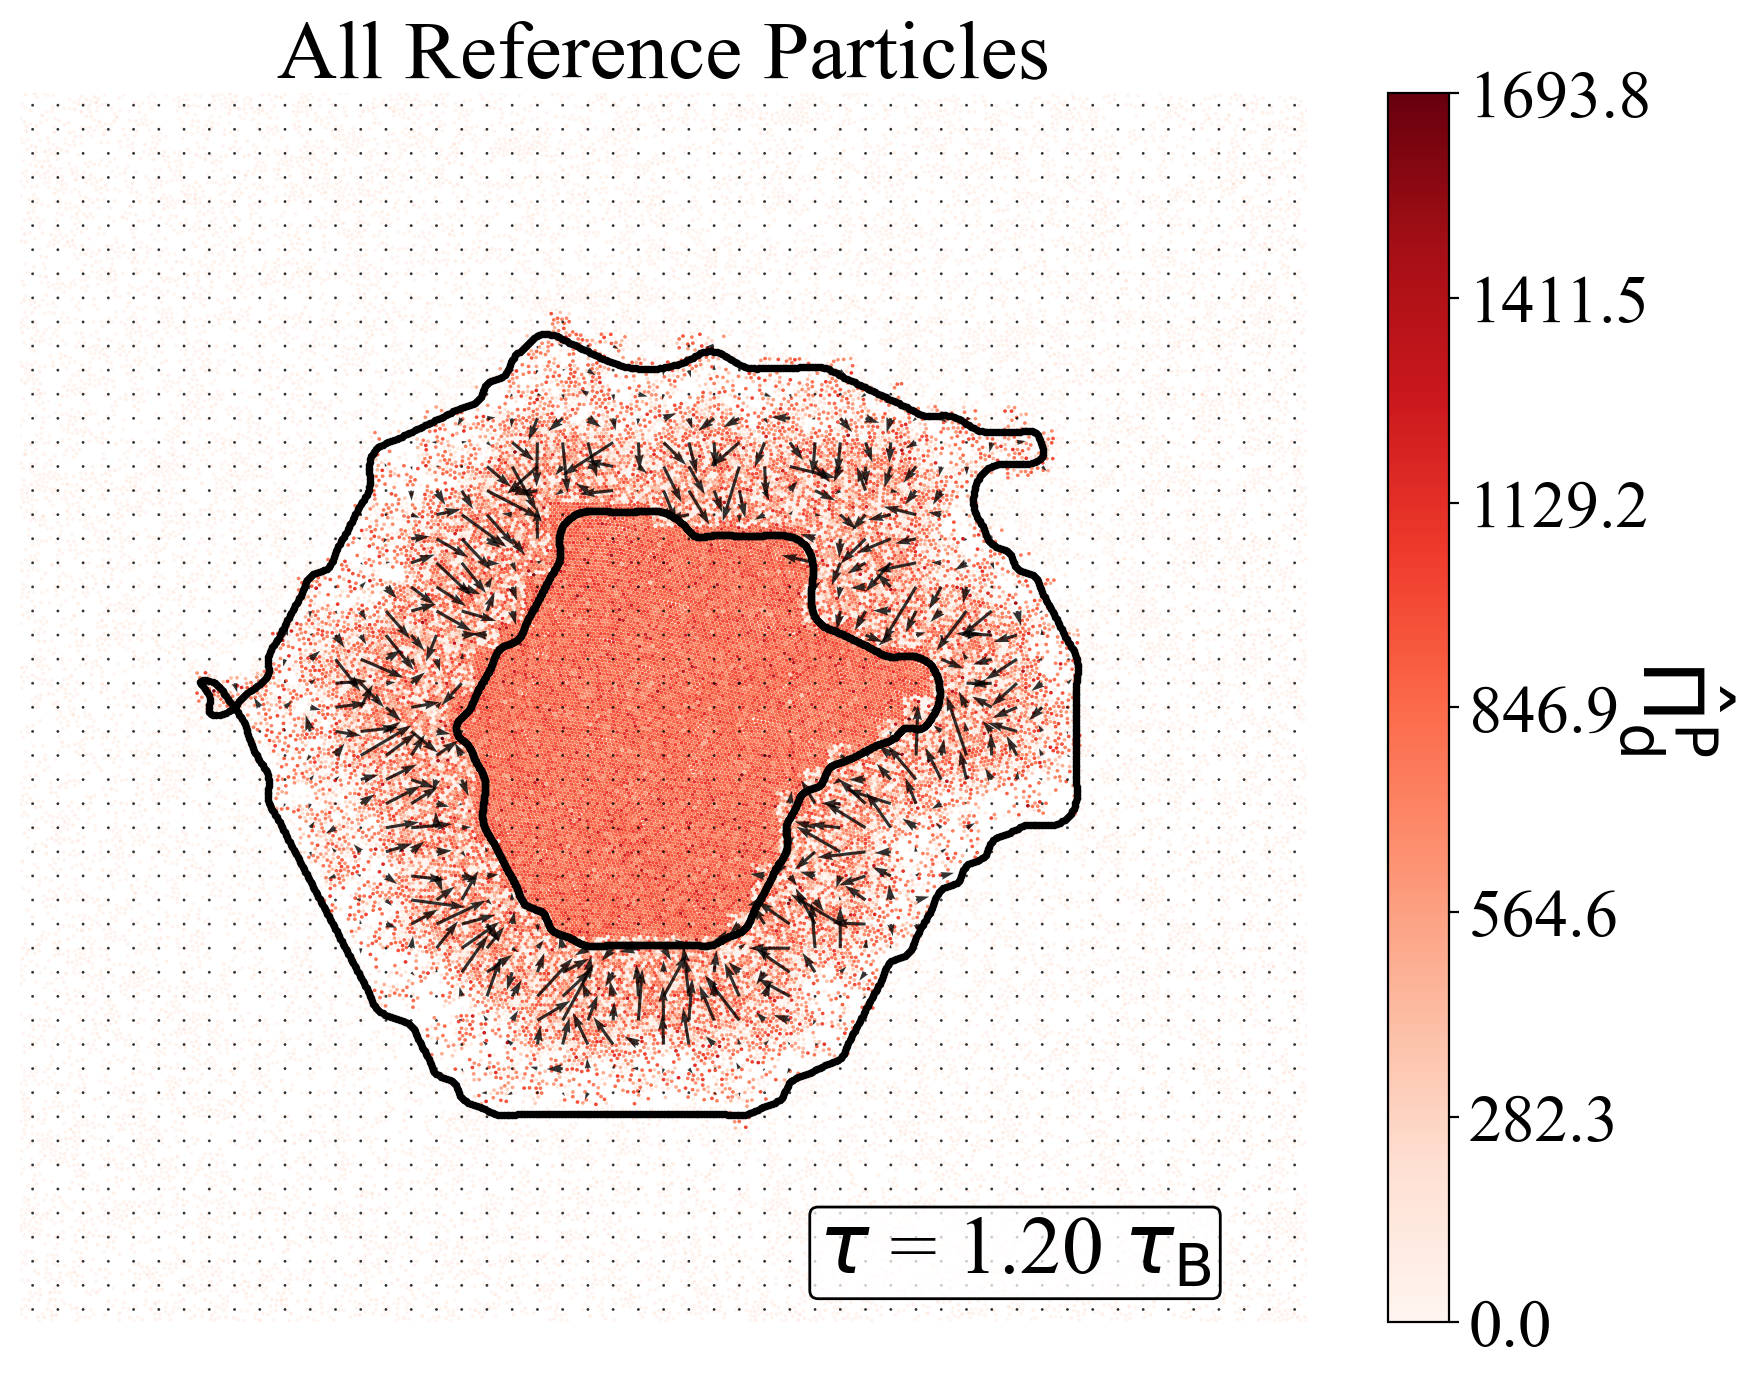 All Reference Particles
1693.8
1411.5
1129.2
846.9
564.6
282.3
0.0
Π̂ᴾd
τ = 1.20 τB